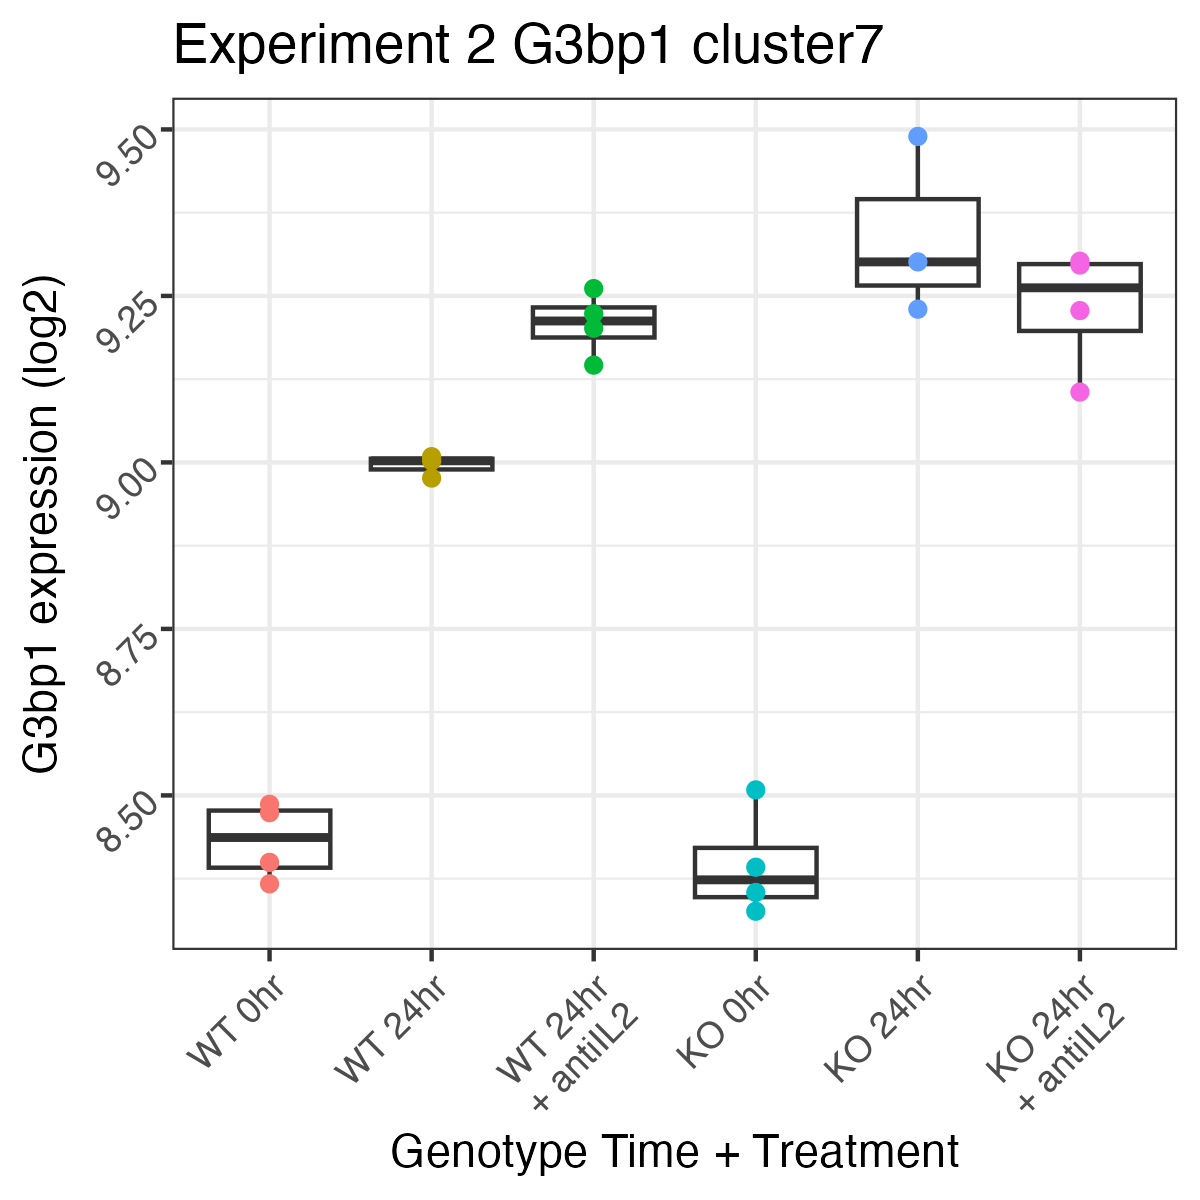 Experiment 2 G3bp1 cluster7
G3bp1 expression (log2)
9.50
9.25
9.00
8.75
8.50
WT 0hr
WT 24hr
WT 24hr
+ antiIL2
KO 0hr
KO 24hr
KO 24hr
+ antiIL2
Genotype Time + Treatment